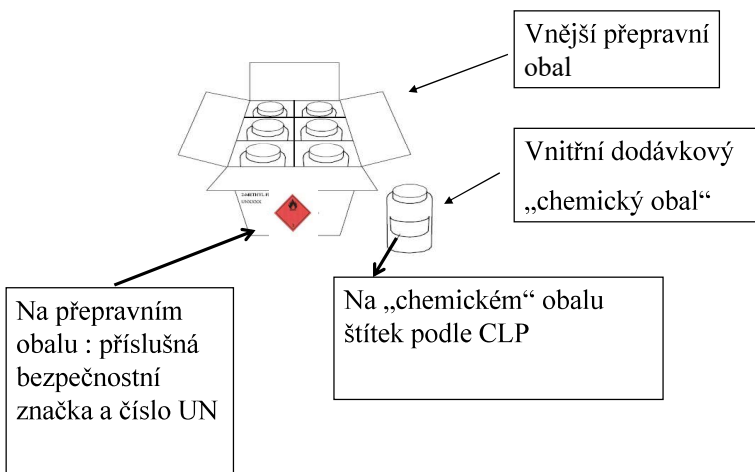 Vnější přepravní
obal
Vnitřní dodávkový
„chemický obal“
Na „chemickém“ obalu
štítek podle CLP
Na přepravním
obalu : příslušná
bezpečnostní
značka a číslo UN